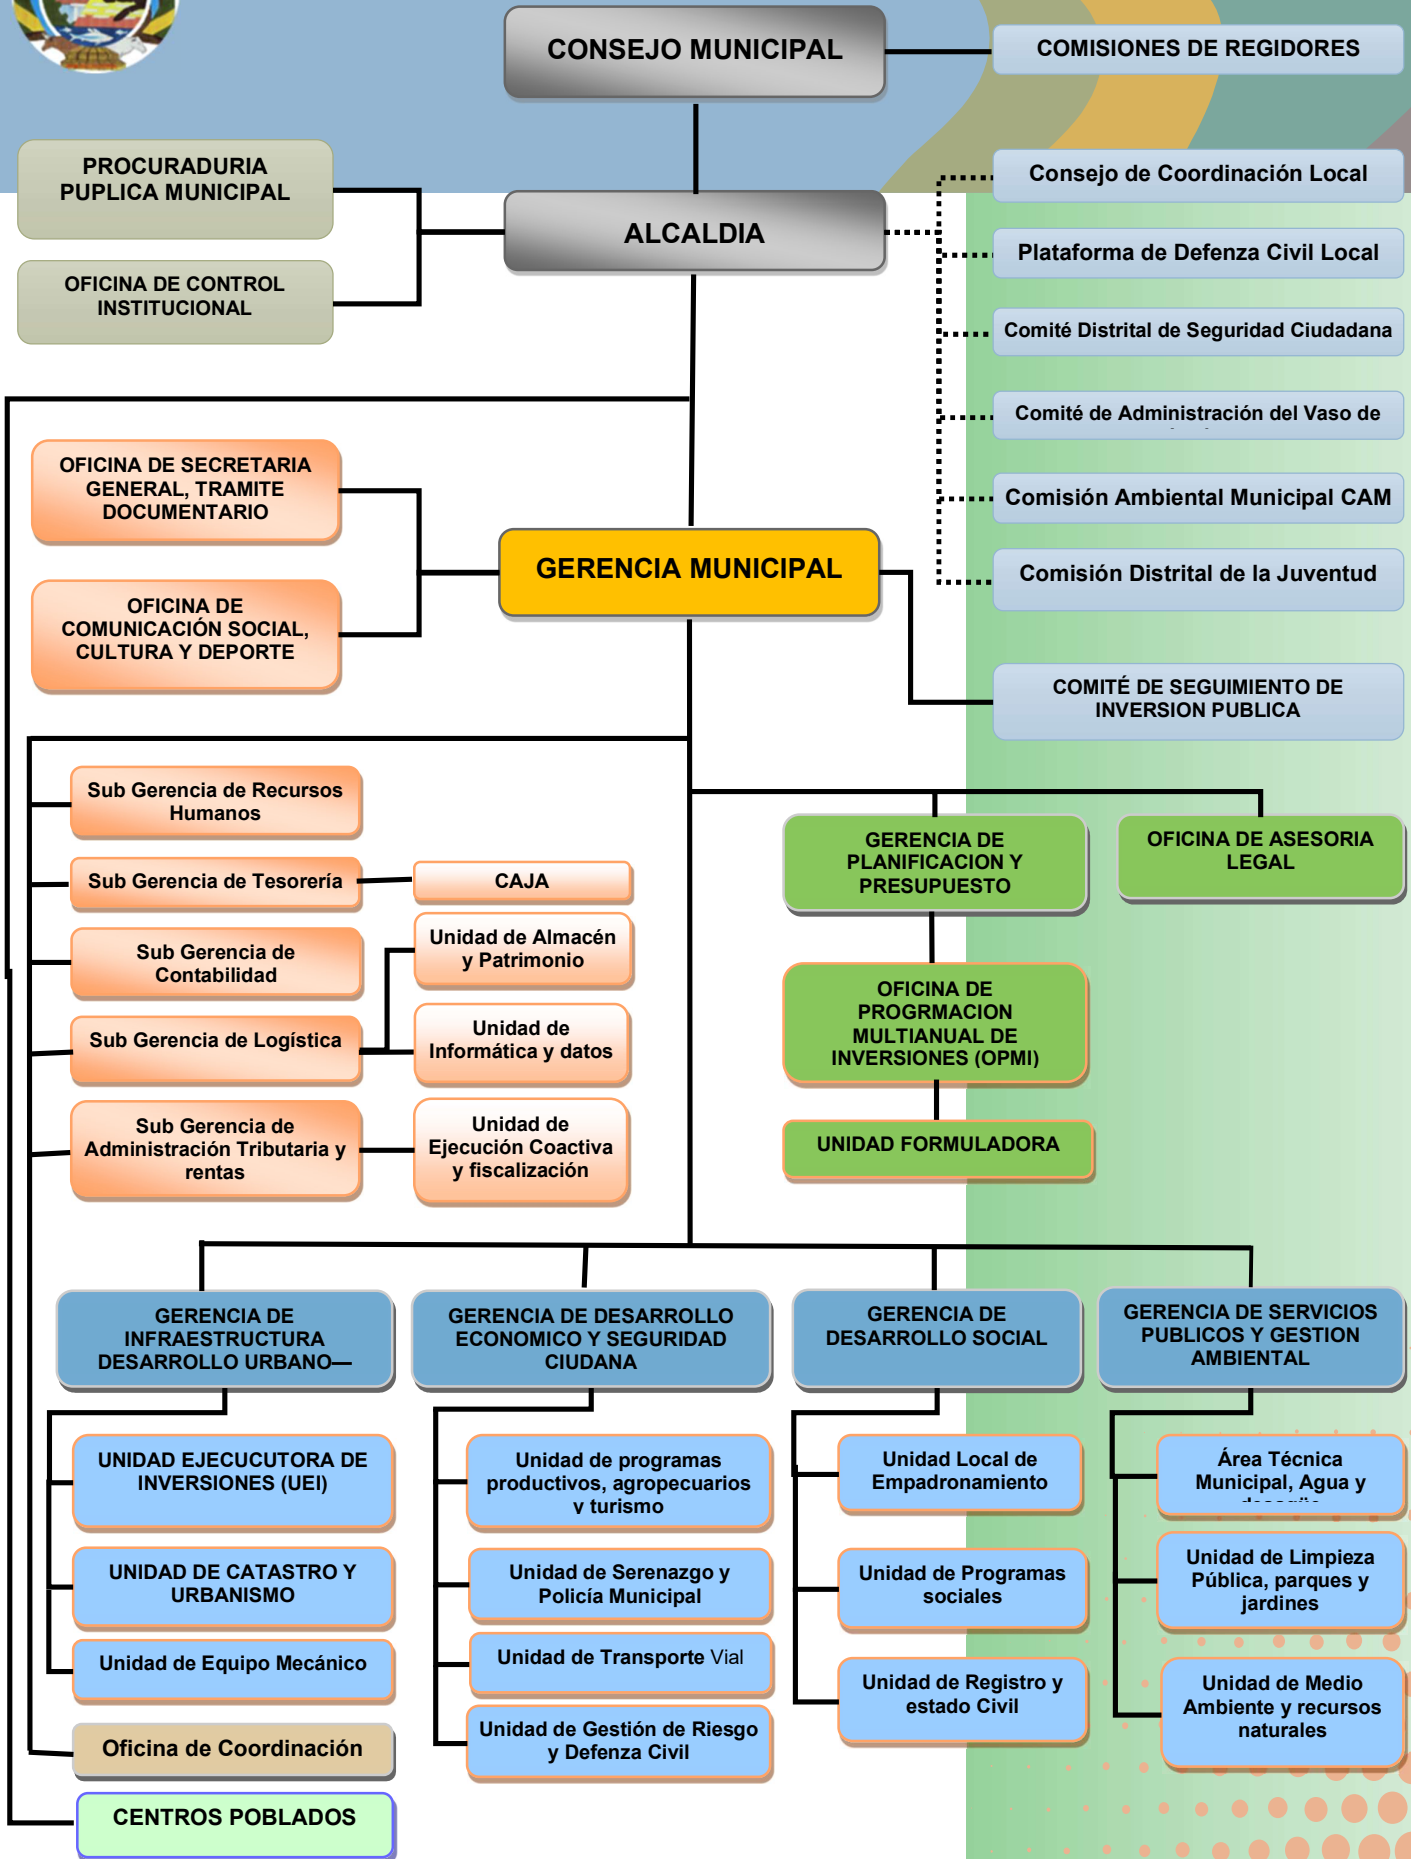 CONSEJO MUNICIPAL
COMISIONES DE REGIDORES
PROCURADURIA
PUPLICA MUNICIPAL
OFICINA DE CONTROL
INSTITUCIONAL
ALCALDIA
Consejo de Coordinación Local
Plataforma de Defenza Civil Local
Comité Distrital de Seguridad Ciudadana
Comité de Administración del Vaso de
Comisión Ambiental Municipal CAM
Comisión Distrital de la Juventud
OFICINA DE SECRETARIA
GENERAL, TRAMITE
DOCUMENTARIO
OFICINA DE
COMUNICACIÓN SOCIAL,
CULTURA Y DEPORTE
GERENCIA MUNICIPAL
COMITÉ DE SEGUIMIENTO DE
INVERSION PUBLICA
Sub Gerencia de Recursos
Humanos
Sub Gerencia de Tesorería
CAJA
Sub Gerencia de
Contabilidad
Unidad de Almacén
y Patrimonio
Sub Gerencia de Logística
Unidad de
Informática y datos
Sub Gerencia de
Administración Tributaria y
rentas
Unidad de
Ejecución Coactiva
y fiscalización
GERENCIA DE
PLANIFICACION Y
PRESUPUESTO
OFICINA DE ASESORIA
LEGAL
OFICINA DE
PROGRMACION
MULTIANUAL DE
INVERSIONES (OPMI)
UNIDAD FORMULADORA
GERENCIA DE
INFRAESTRUCTURA
DESARROLLO URBANO—
GERENCIA DE DESARROLLO
ECONOMICO Y SEGURIDAD
CIUDANA
GERENCIA DE
DESARROLLO SOCIAL
GERENCIA DE SERVICIOS
PUBLICOS Y GESTION
AMBIENTAL
UNIDAD EJECUCUTORA DE
INVERSIONES (UEI)
UNIDAD DE CATASTRO Y
URBANISMO
Unidad de Equipo Mecánico
Unidad de programas
productivos, agropecuarios
y turismo
Unidad de Serenazgo y
Policía Municipal
Unidad de Transporte Vial
Unidad de Gestión de Riesgo
y Defenza Civil
Unidad Local de
Empadronamiento
Unidad de Programas
sociales
Unidad de Registro y
estado Civil
Área Técnica
Municipal, Agua y
Unidad de Limpieza
Pública, parques y
jardines
Unidad de Medio
Ambiente y recursos
naturales
Oficina de Coordinación
CENTROS POBLADOS